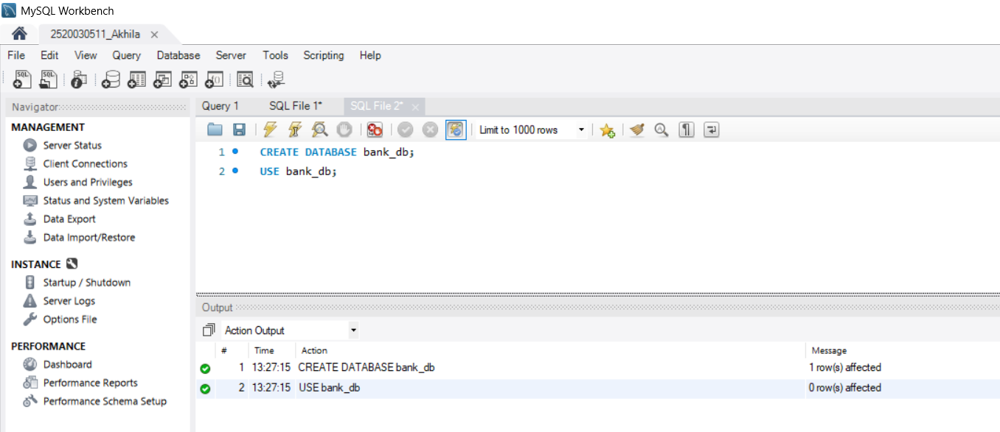 MySQL Workbench
2520030511_Akhila
File Edit View Query Database Server Tools Scripting Help
Navigator
MANAGEMENT
Server Status
Client Connections
Users and Privileges
Status and System Variables
Data Export
Data Import/Restore
INSTANCE
Startup / Shutdown
Server Logs
Options File
PERFORMANCE
Dashboard
Performance Reports
Performance Schema Setup
Query 1 SQL File 1* SQL File 2*
Limit to 1000 rows
1 CREATE DATABASE bank_db;
2 USE bank_db;
Output
Action Output
# Time Action Message
1 13:27:15 CREATE DATABASE bank_db 1 row(s) affected
2 13:27:15 USE bank_db 0 row(s) affected